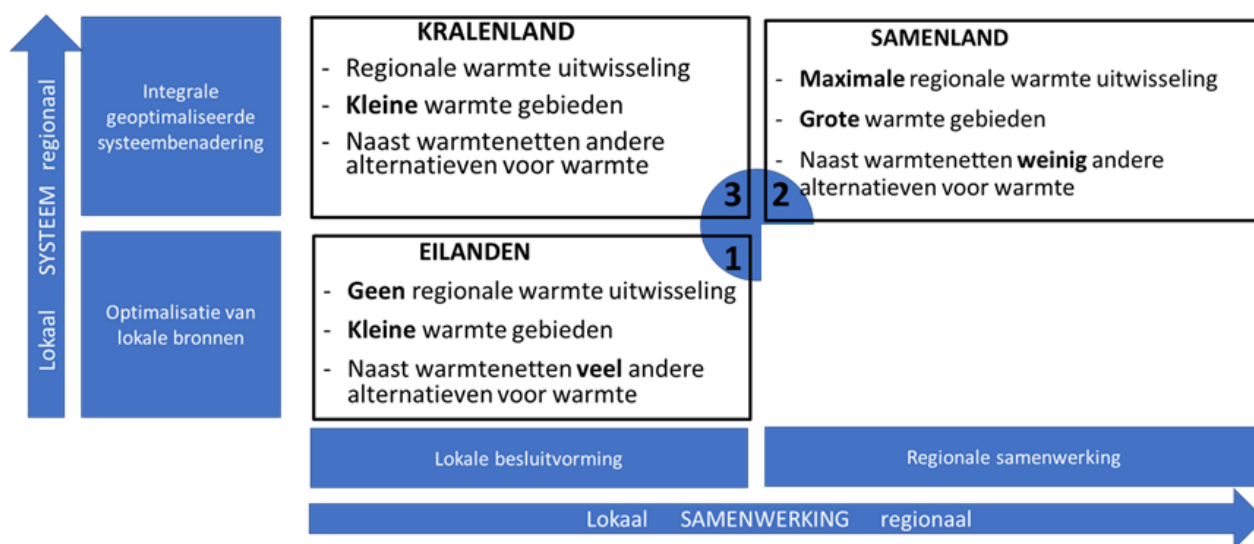 Lokaal SYSTEEM regionaal
Integrale
geoptimaliseerde
systeembenadering
KRALENLAND
- Regionale warmte uitwisseling
- Kleine warmte gebieden
- Naast warmtenetten andere
alternatieven voor warmte
3
SAMENLAND
- Maximale regionale warmte uitwisseling
- Grote warmte gebieden
- Naast warmtenetten weinig andere
alternatieven voor warmte
2
Optimalisatie van
lokale bronnen
EILANDEN
1
- Geen regionale warmte uitwisseling
- Kleine warmte gebieden
- Naast warmtenetten veel andere
alternatieven voor warmte
Lokale besluitvorming
Regionale samenwerking
Lokaal SAMENWERKING regionaal